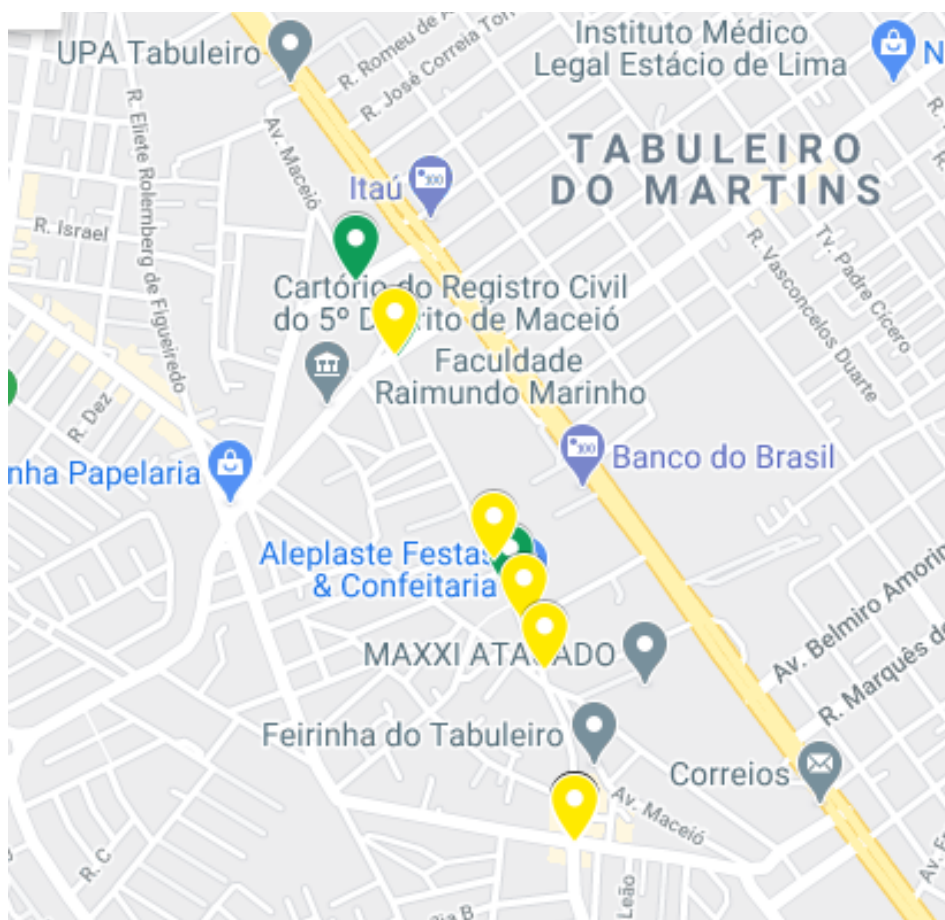 UPA Tabuleiro
R. Romeu de A
R. José Correia Torr
Instituto Médico
Legal Estácio de Lima
N
R. Eliete Rolemberg de Figueiredo
Av. Maceió
TABULEIRO
DO MARTINS
Itaú
R. Israel
R. Vasconcelos Duarte
Tv. Padre Cícero
Cartório do Registro Civil
do 5º D rito de Maceió
Faculdade
Raimundo Marinho
R. Dez
nha Papelaria
Banco do Brasil
Aleplaste Festas
& Confeitaria
Av. Belmiro Amorin
MAXXI ATA ADO
R. Marquês de
Feirinha do Tabuleiro
Correios
Av. Maceió
R. C
Leão
Av. F